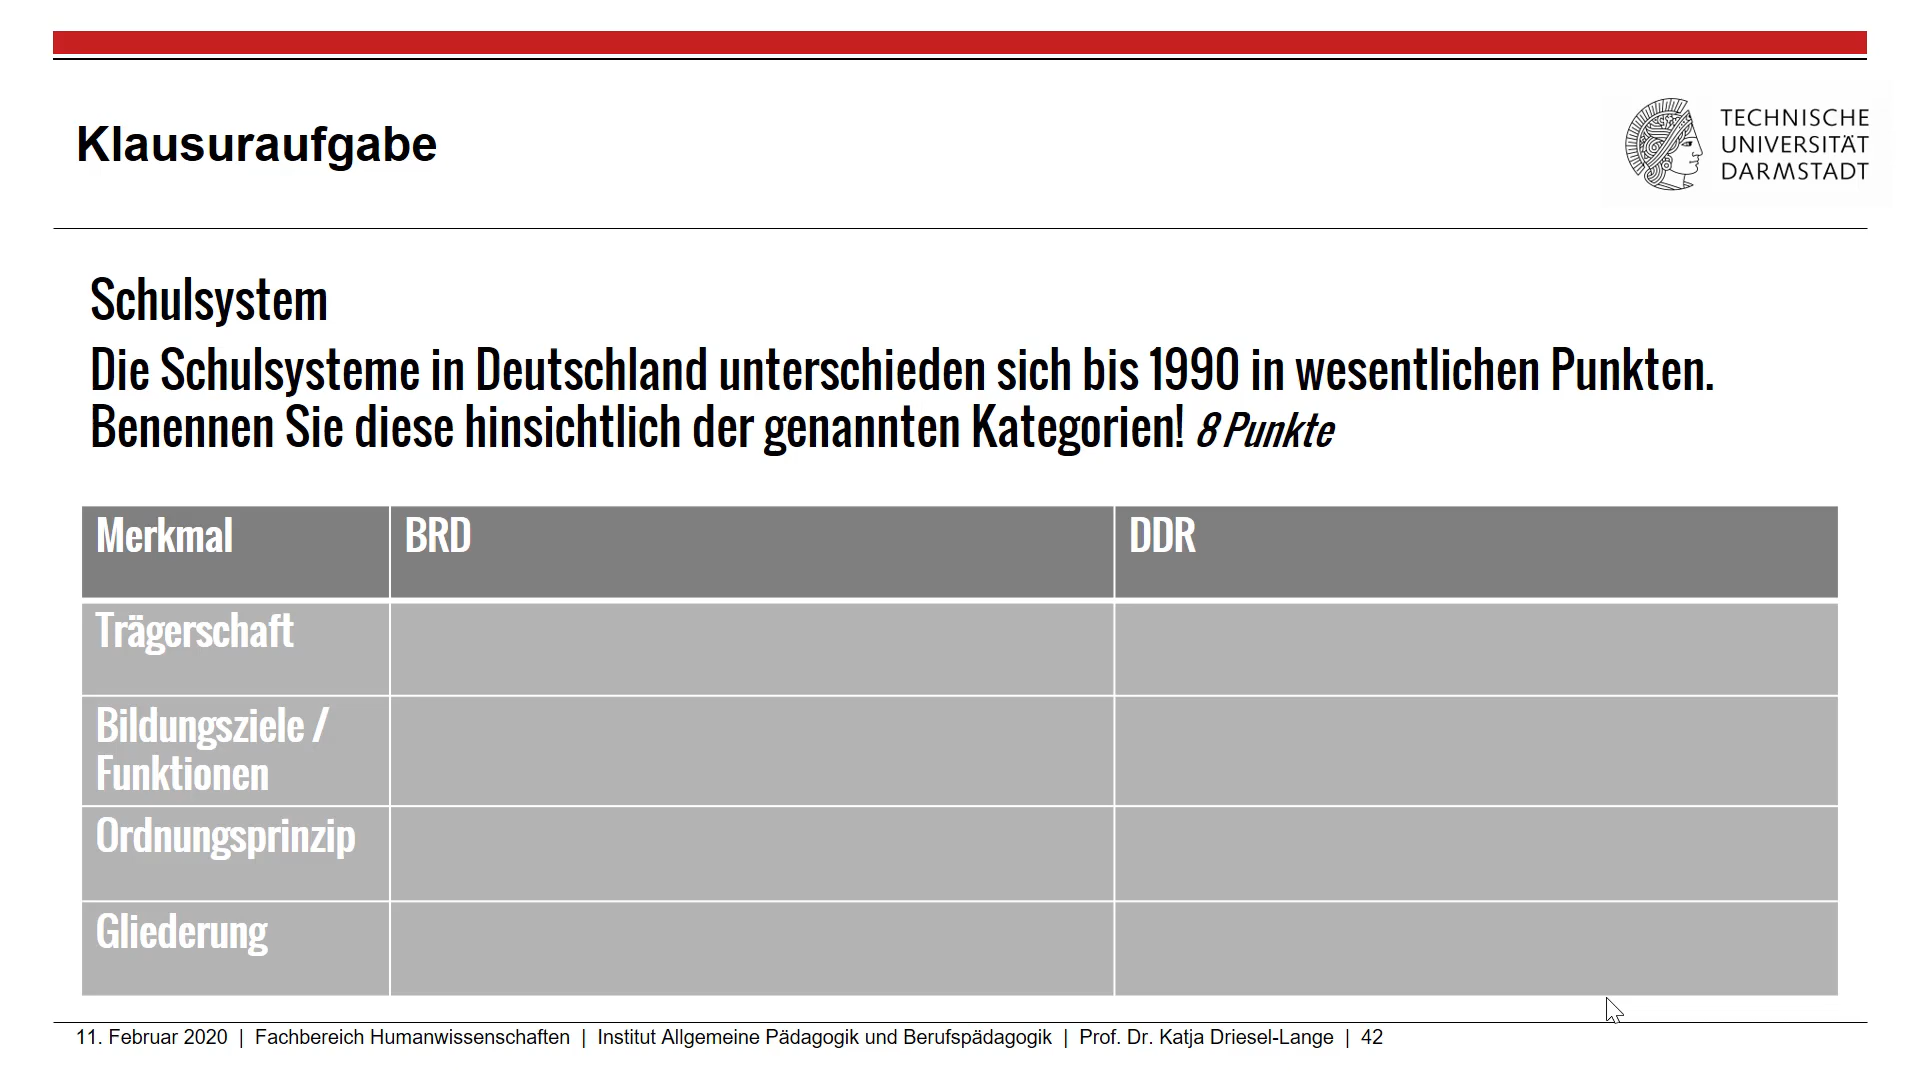 Klausuraufgabe
TECHNISCHE
UNIVERSITÄT
DARMSTADT
Schulsystem
Die Schulsysteme in Deutschland unterschieden sich bis 1990 in wesentlichen Punkten.
Benennen Sie diese hinsichtlich der genannten Kategorien! 8 Punkte
Merkmal BRD DDR
Trägerschaft
Bildungsziele /
Funktionen
Ordnungsprinzip
Gliederung
11. Februar 2020 | Fachbereich Humanwissenschaften | Institut Allgemeine Pädagogik und Berufspädagogik | Prof. Dr. Katja Driesel-Lange | 42